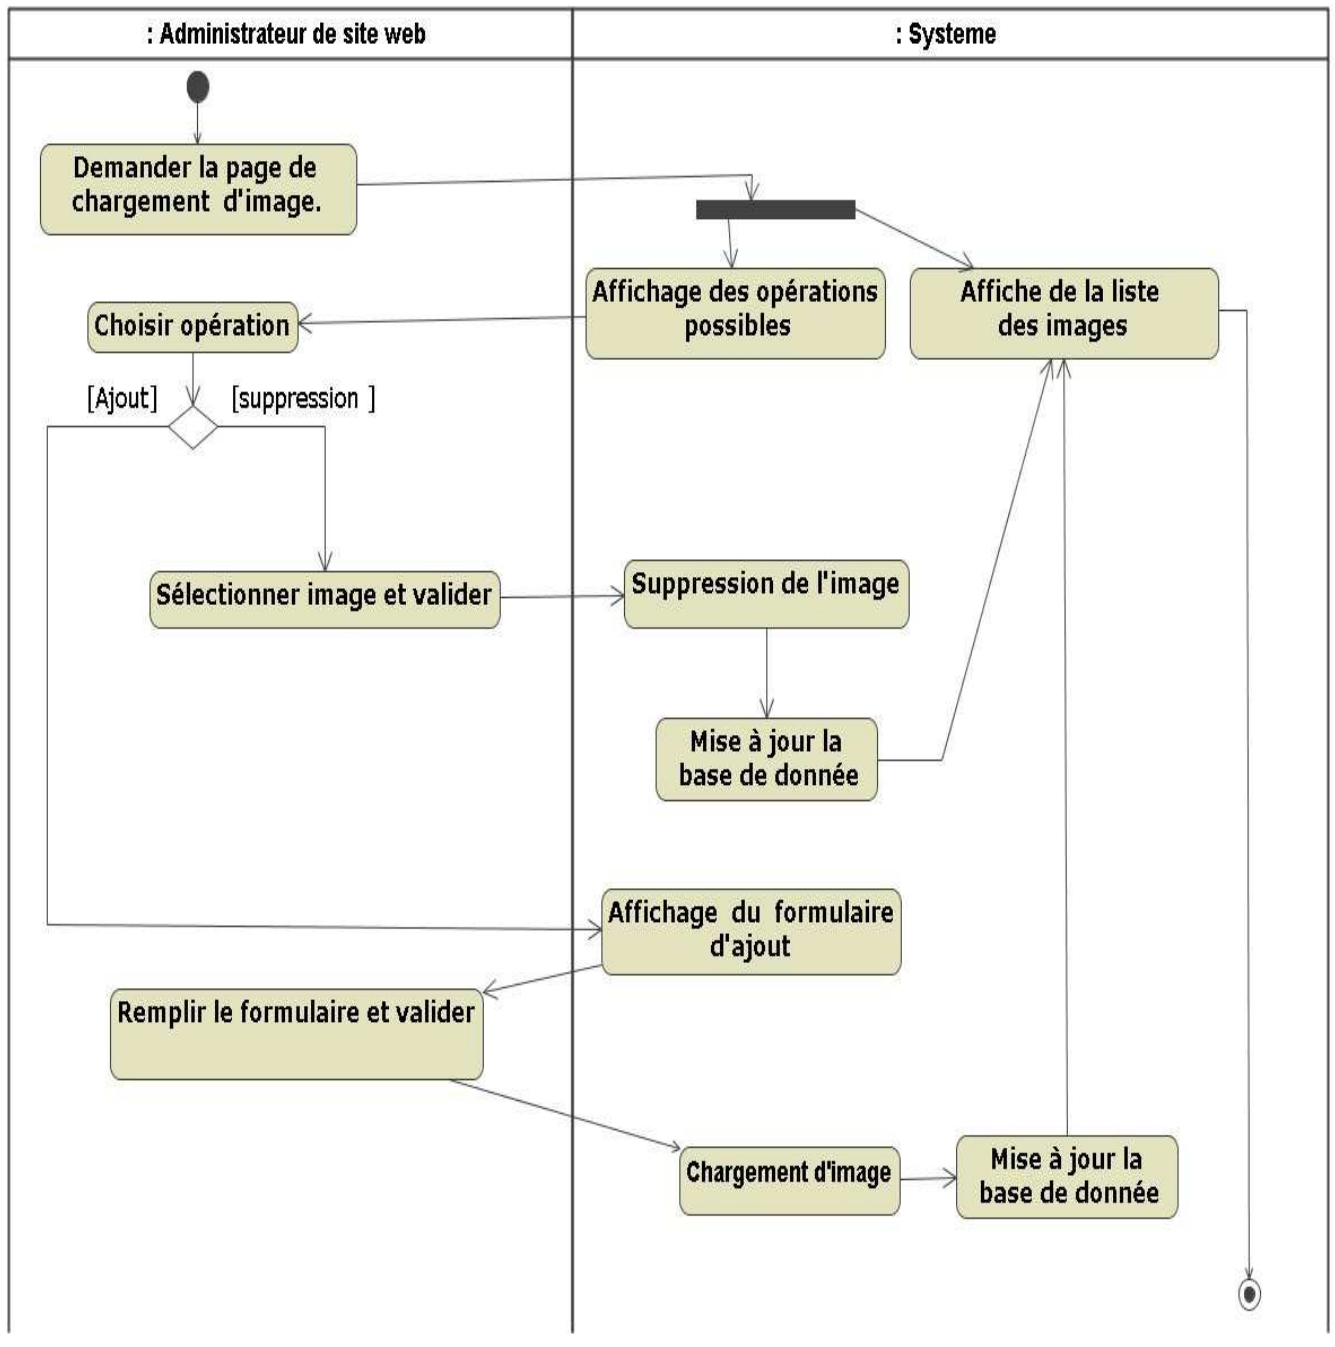 : Administrateur de site web
: Systeme
Demander la page de
chargement d'image.
Affichage des opérations
possibles
Affiche de la liste
des images
Choisir opération
[Ajout]
[suppression ]
Sélectionner image et valider
Suppression de l'image
Mise à jour la
base de donnée
Affichage du formulaire
d'ajout
Remplir le formulaire et valider
Chargement d'image
Mise à jour la
base de donnée